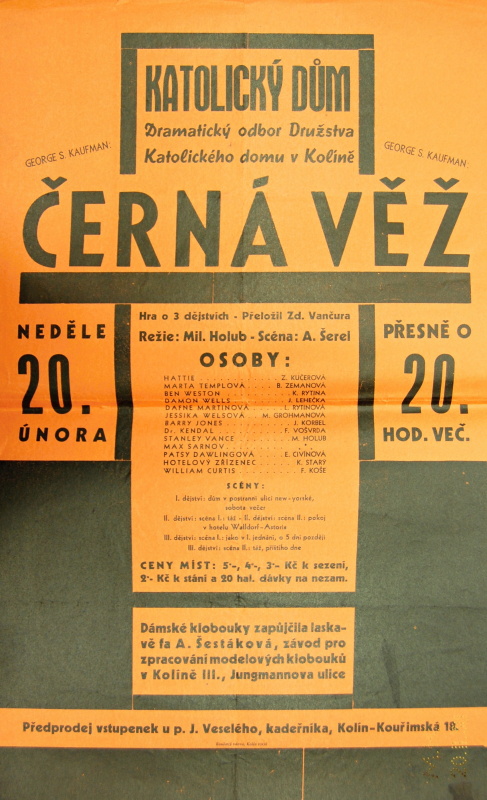 KATOLICKÝ DŮM
Dramatický odbor Družstva
Katolického domu v Kolíně
GEORGE S. KAUFMAN:
GEORGE S. KAUFMAN:
ČERNÁ VĚŽ
NEDĚLE
20.
ÚNORA
PŘESNĚ O
20.
HOD. VEČ.
Hra o 3 dějstvích - Přeložil Zd. Vančura
Režie: Mil. Holub - Scéna: A. Šerel
OSOBY:
HATTIE . . . . . . . . . Z. KUČEROVÁ
MARTA TEMPLOVÁ . . . . . . B. ZEMANOVÁ
BEN WESTON . . . . . . . . K. RYTINA
DAMON WELLS . . . . . . . J. LEHEČKA
DAFNE MARTINOVÁ . . . . . L. RYTINOVÁ
JESSIKA WELSOVÁ . . . M. GROHMANOVÁ
BARRY JONES . . . . . . . J. KORBEL
Dr. KENDAL . . . . . . . F. VOŠVRDA
STANLEY VANCE . . . . . . M. HOLUB
MAX SARNOV . . . . . . . *
PATSY DAWLINGOVÁ . . . . E. CIVÍNOVÁ
HOTELOVÝ ZŘÍZENEC . . . . K. STARÝ
WILLIAM CURTIS . . . . . . F. KOŠE
SCÉNY:
I. dějství: dům v postranní ulici new-yorské,
sobota večer
II. dějství: scéna I.: táž - II. dějství: scéna II.: pokoj
v hotelu Walldorf-Astoria
III. dějství: scéna I.: jako v I. jednání, o 5 dní později
III. dějství: scéna II.: táž, příštího dne
CENY MÍST: 5·-, 4·-, 3·- Kč k sezení,
2·- Kč k stání a 20 hal. dávky na nezam.
Dámské klobouky zapůjčila laska-
vě fa A. Šestáková, závod pro
zpracování modelových klobouků
v Kolíně III., Jungmannova ulice
Předprodej vstupenek u p. J. Veselého, kadeřníka, Kolín-Kouřimská 18.